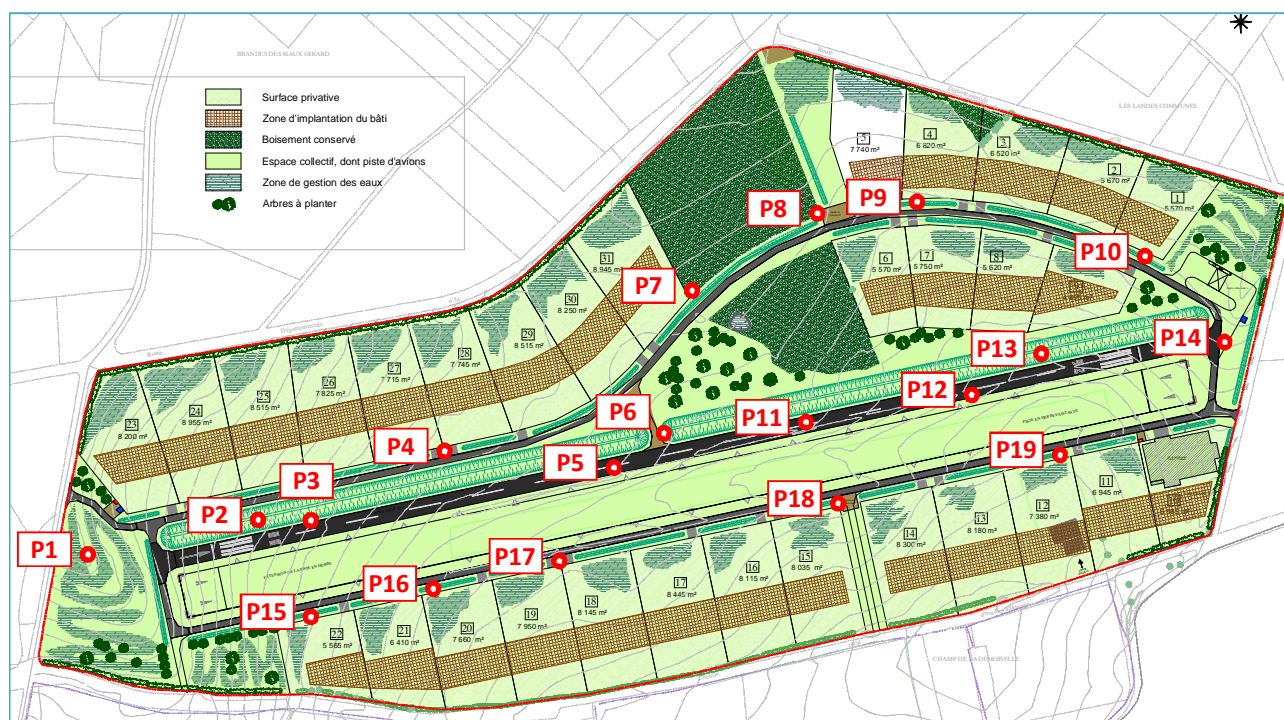 BRANDES DES MAUX GIRARD
Surface privative
Zone d'implantation du bâti
Boisement conservé
Espace collectif, dont piste d'avions
Zone de gestion des eaux
Arbres à planter
Route
Départementale
LES LANDES COMMUNES
5
7 740 m²
4
6 820 m²
3
6 520 m²
2
5 670 m²
1
5 570 m²
P8
P9
P10
6
5 570 m²
7
5 750 m²
8
5 620 m²
31
8 945 m²
P7
30
8 250 m²
29
8 515 m²
28
7 745 m²
27
7 715 m²
26
7 825 m²
25
8 515 m²
24
8 955 m²
23
8 200 m²
Route
Départementale
P13
P14
P12
P11
P6
P5
P4
P3
P2
P1
P19
P18
P17
P16
P15
11
6 945 m²
12
7 380 m²
13
8 180 m²
14
8 300 m²
15
8 035 m²
16
8 115 m²
17
8 445 m²
18
8 145 m²
19
7 950 m²
20
7 660 m²
21
6 410 m²
22
5 565 m²
CHAMP DE LA DEMOISELLE